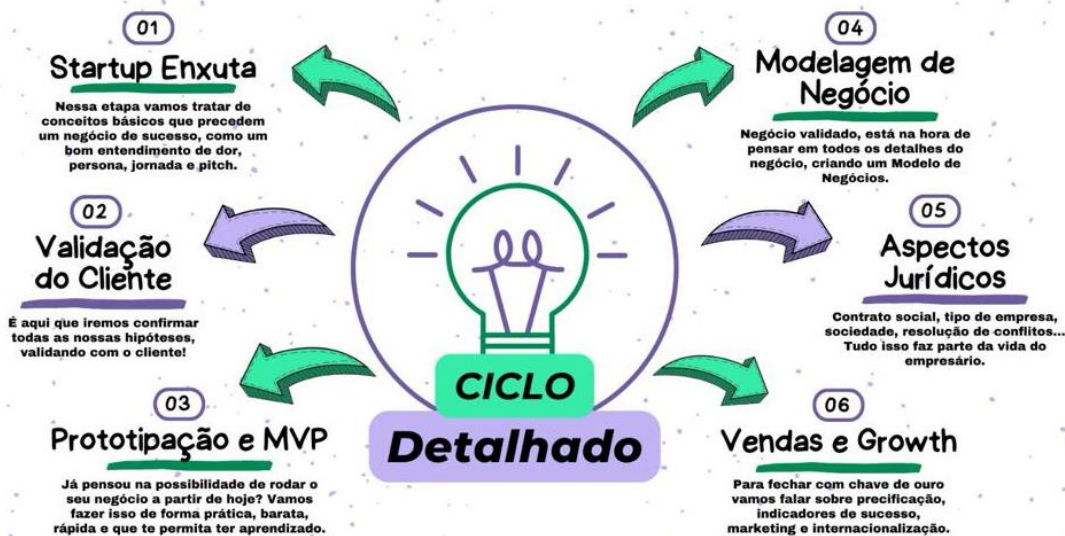 01
Startup Enxuta
Nessa etapa vamos tratar de
conceitos básicos que precedem
um negócio de sucesso, como um
bom entendimento de dor,
persona, jornada e pitch.
02
Validação
do Cliente
É aqui que iremos confirmar
todas as nossas hipóteses,
validando com o cliente!
03
Prototipação e MVP
Já pensou na possibilidade de rodar o
seu negócio a partir de hoje? Vamos
fazer isso de forma prática, barata,
rápida e que te permita ter aprendizado.
CICLO
Detalhado
04
Modelagem de
Negócio
Negócio validado, está na hora de
pensar em todos os detalhes do
negócio, criando um Modelo de
Negócios.
05
Aspectos
Jurídicos
Contrato social, tipo de empresa,
sociedade, resolução de conflitos...
Tudo isso faz parte da vida do
empresário.
06
Vendas e Growth
Para fechar com chave de ouro
vamos falar sobre precificação,
indicadores de sucesso,
marketing e internacionalização.